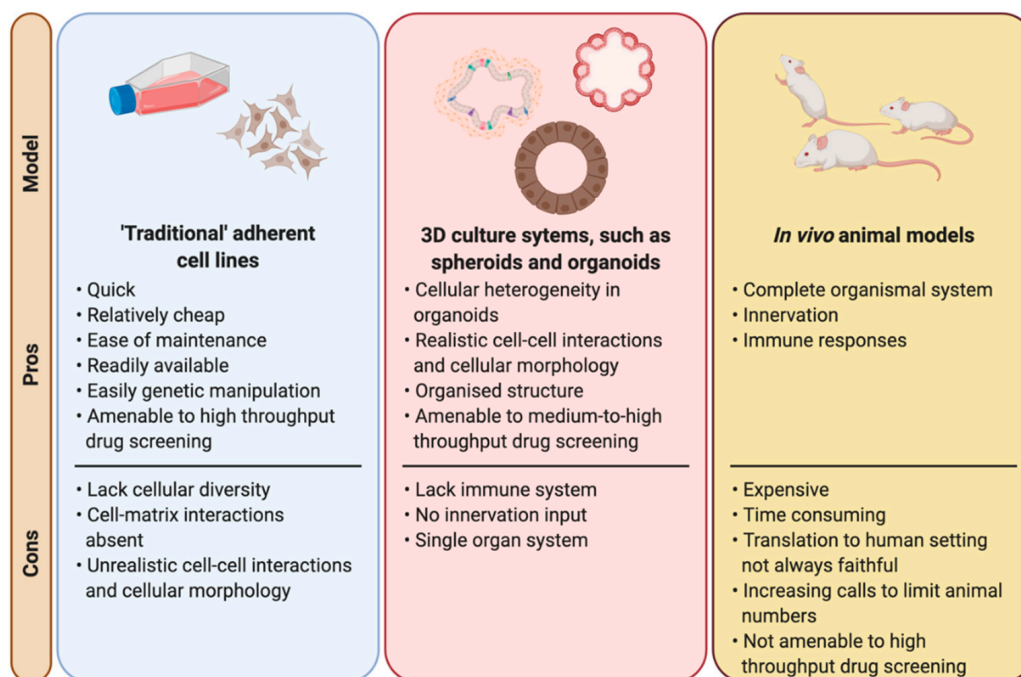 Model
'Traditional' adherent
cell lines
3D culture sytems, such as
spheroids and organoids
In vivo animal models
Pros
• Quick
• Relatively cheap
• Ease of maintenance
• Readily available
• Easily genetic manipulation
• Amenable to high throughput
drug screening
• Cellular heterogeneity in
organoids
• Realistic cell-cell interactions
and cellular morphology
• Organised structure
• Amenable to medium-to-high
throughput drug screening
• Complete organismal system
• Innervation
• Immune responses
Cons
• Lack cellular diversity
• Cell-matrix interactions
absent
• Unrealistic cell-cell interactions
and cellular morphology
• Lack immune system
• No innervation input
• Single organ system
• Expensive
• Time consuming
• Translation to human setting
not always faithful
• Increasing calls to limit animal
numbers
• Not amenable to high
throughput drug screening